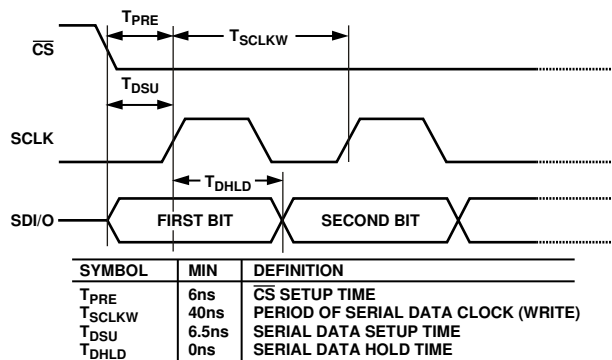 T_PRE
CS̅ T_SCLKW
T_DSU
SCLK
T_DHLD
SDI/O FIRST BIT SECOND BIT
SYMBOL MIN DEFINITION
T_PRE 6ns C̅S̅ SETUP TIME
T_SCLKW 40ns PERIOD OF SERIAL DATA CLOCK (WRITE)
T_DSU 6.5ns SERIAL DATA SETUP TIME
T_DHLD 0ns SERIAL DATA HOLD TIME